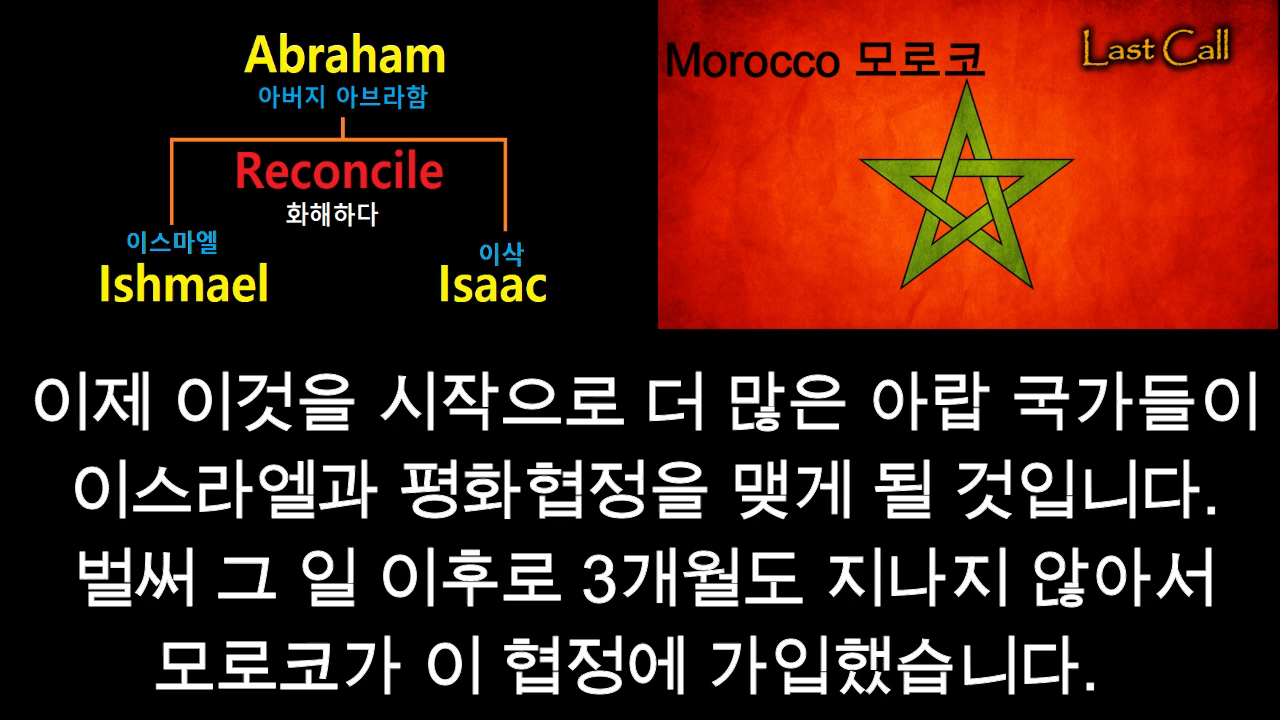 Abraham
아버지 아브라함
Reconcile
화해하다
이스마엘
Ishmael
이삭
Isaac
Morocco 모로코
Last Call
이제 이것을 시작으로 더 많은 아랍 국가들이
이스라엘과 평화협정을 맺게 될 것입니다.
벌써 그 일 이후로 3개월도 지나지 않아서
모로코가 이 협정에 가입했습니다.